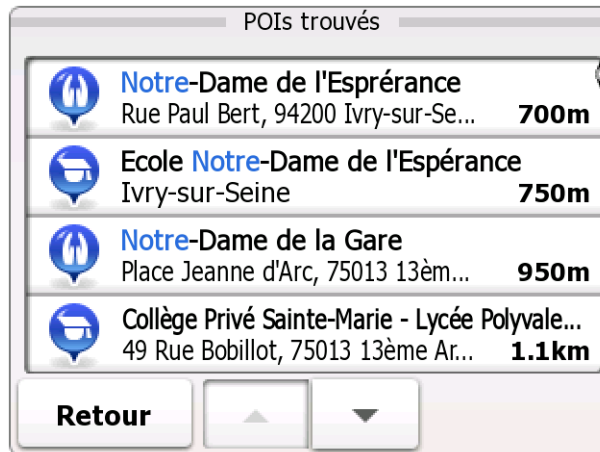 POIs trouvés
Notre-Dame de l'Esprérance
Rue Paul Bert, 94200 Ivry-sur-Se... 700m
Ecole Notre-Dame de l'Espérance
Ivry-sur-Seine 750m
Notre-Dame de la Gare
Place Jeanne d'Arc, 75013 13èm... 950m
Collège Privé Sainte-Marie - Lycée Polyvale...
49 Rue Bobillot, 75013 13ème Ar... 1.1km
Retour